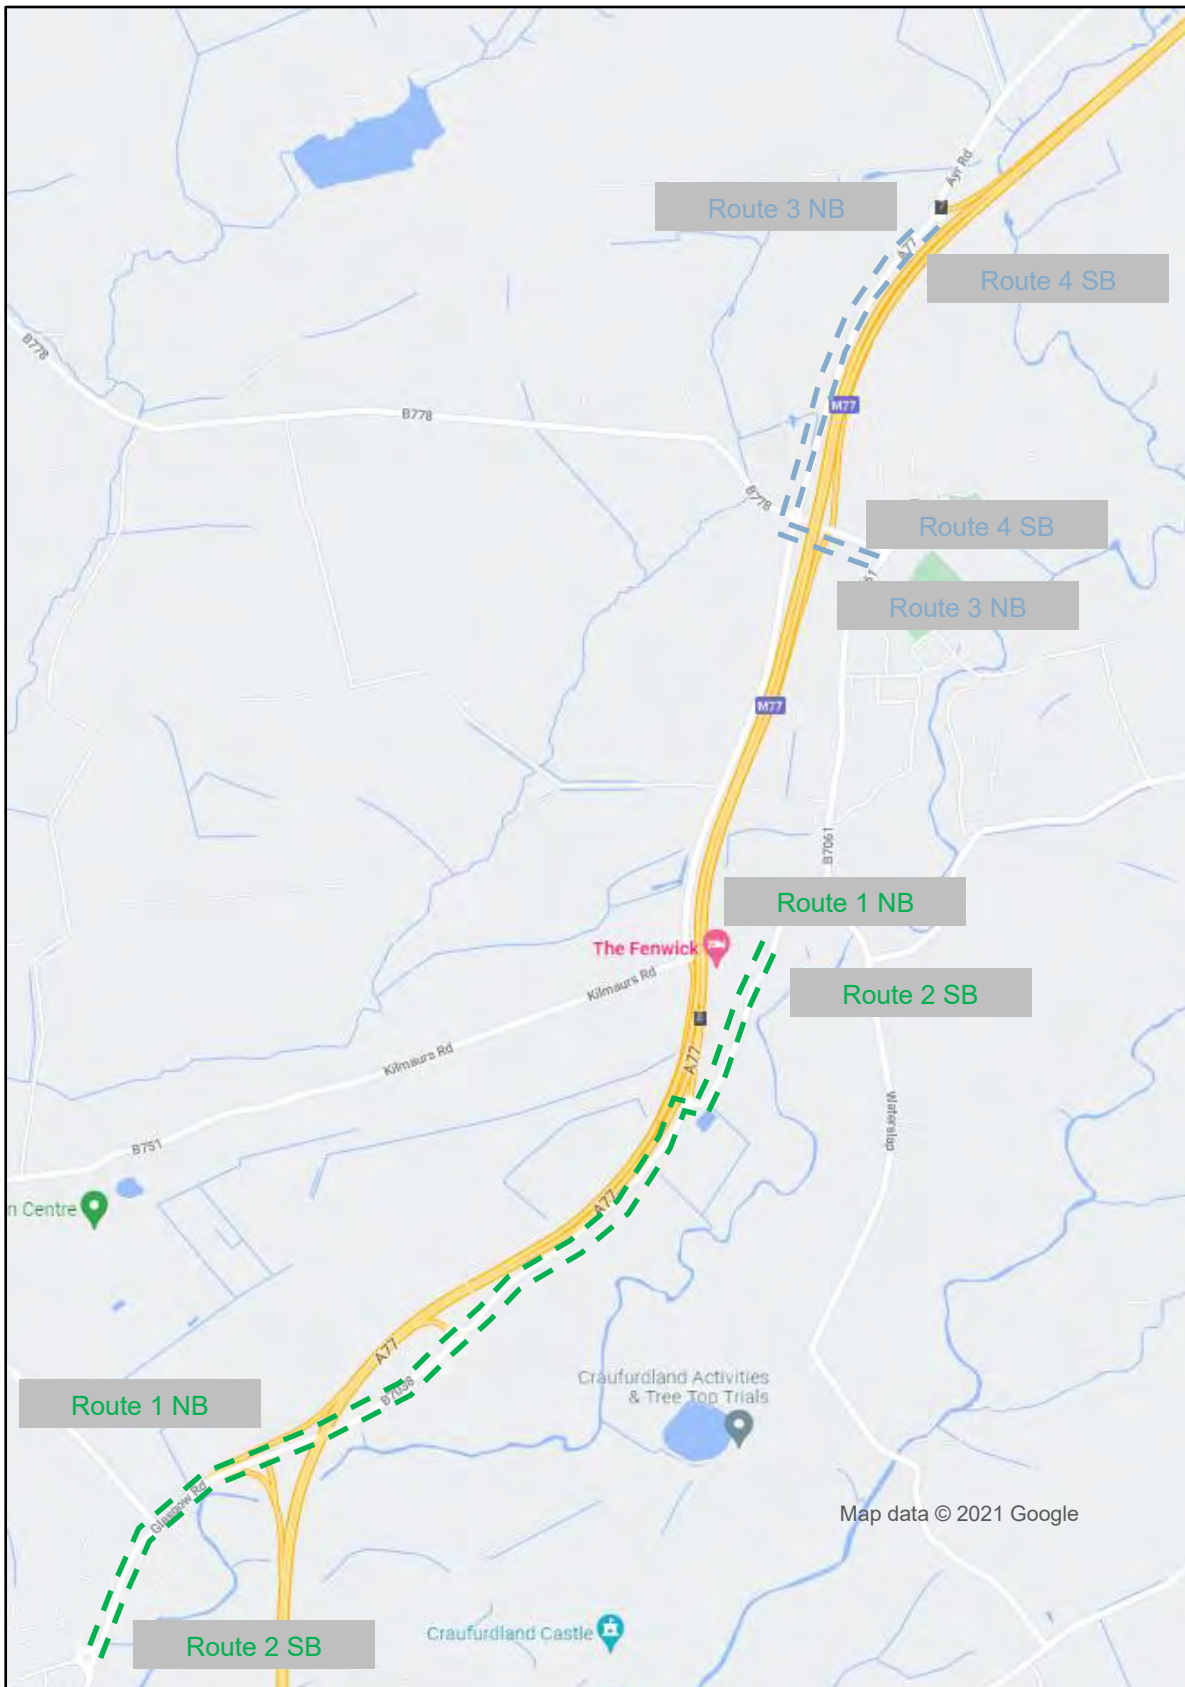 Ayr Rd
Route 3 NB
A77
Route 4 SB
B778
M77
B778
B778
Route 4 SB
Route 3 NB
M77
B7061
Route 1 NB
The Fenwick
Kilmaurs Rd
Route 2 SB
Kilmaurs Rd
A77
Waterslap
B751
A77
n Centre
A77
Craufurdland Activities
& Tree Top Trials
B7038
Route 1 NB
Glasgow Rd
Map data © 2021 Google
Craufurdland Castle
Route 2 SB